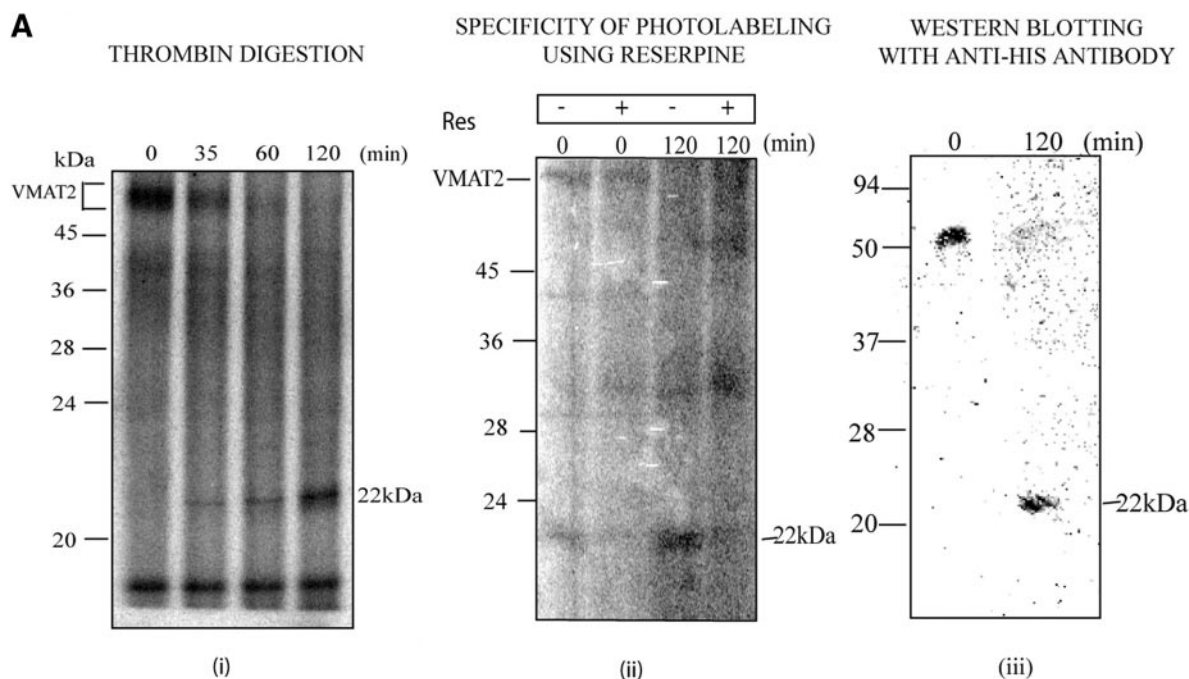 A
THROMBIN DIGESTION
kDa 0 35 60 120 (min)
VMAT2
45
36
28
24
22kDa
20
(i)
SPECIFICITY OF PHOTOLABELING
USING RESERPINE
Res - + - +
0 0 120 120 (min)
VMAT2
45
36
28
24
22kDa
(ii)
WESTERN BLOTTING
WITH ANTI-HIS ANTIBODY
0 120 (min)
94
50
37
28
22kDa
20
(iii)